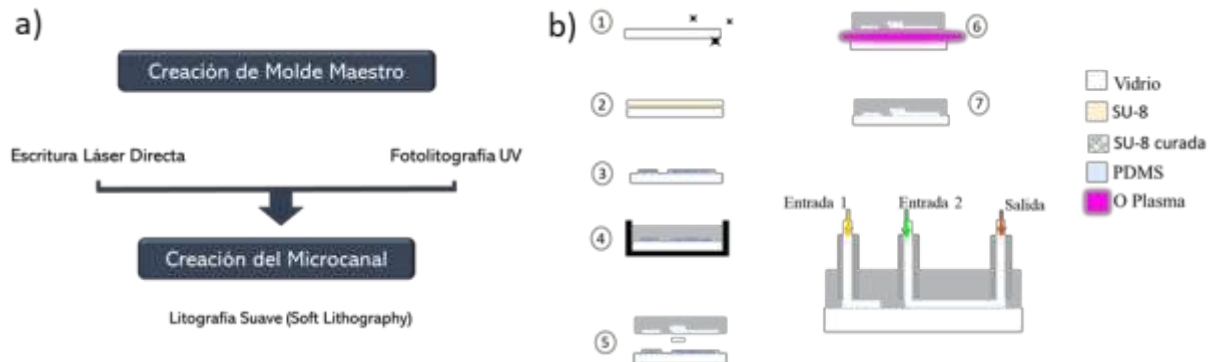 a)
Creación de Molde Maestro
Escritura Láser Directa
Fotolitografia UV
Creación del Microcanal
Litografía Suave (Soft Lithography)
b)
1
2
3
4
5
6
7
Vidrio
SU-8
SU-8 curada
PDMS
O Plasma
Entrada 1
Entrada 2
Salida